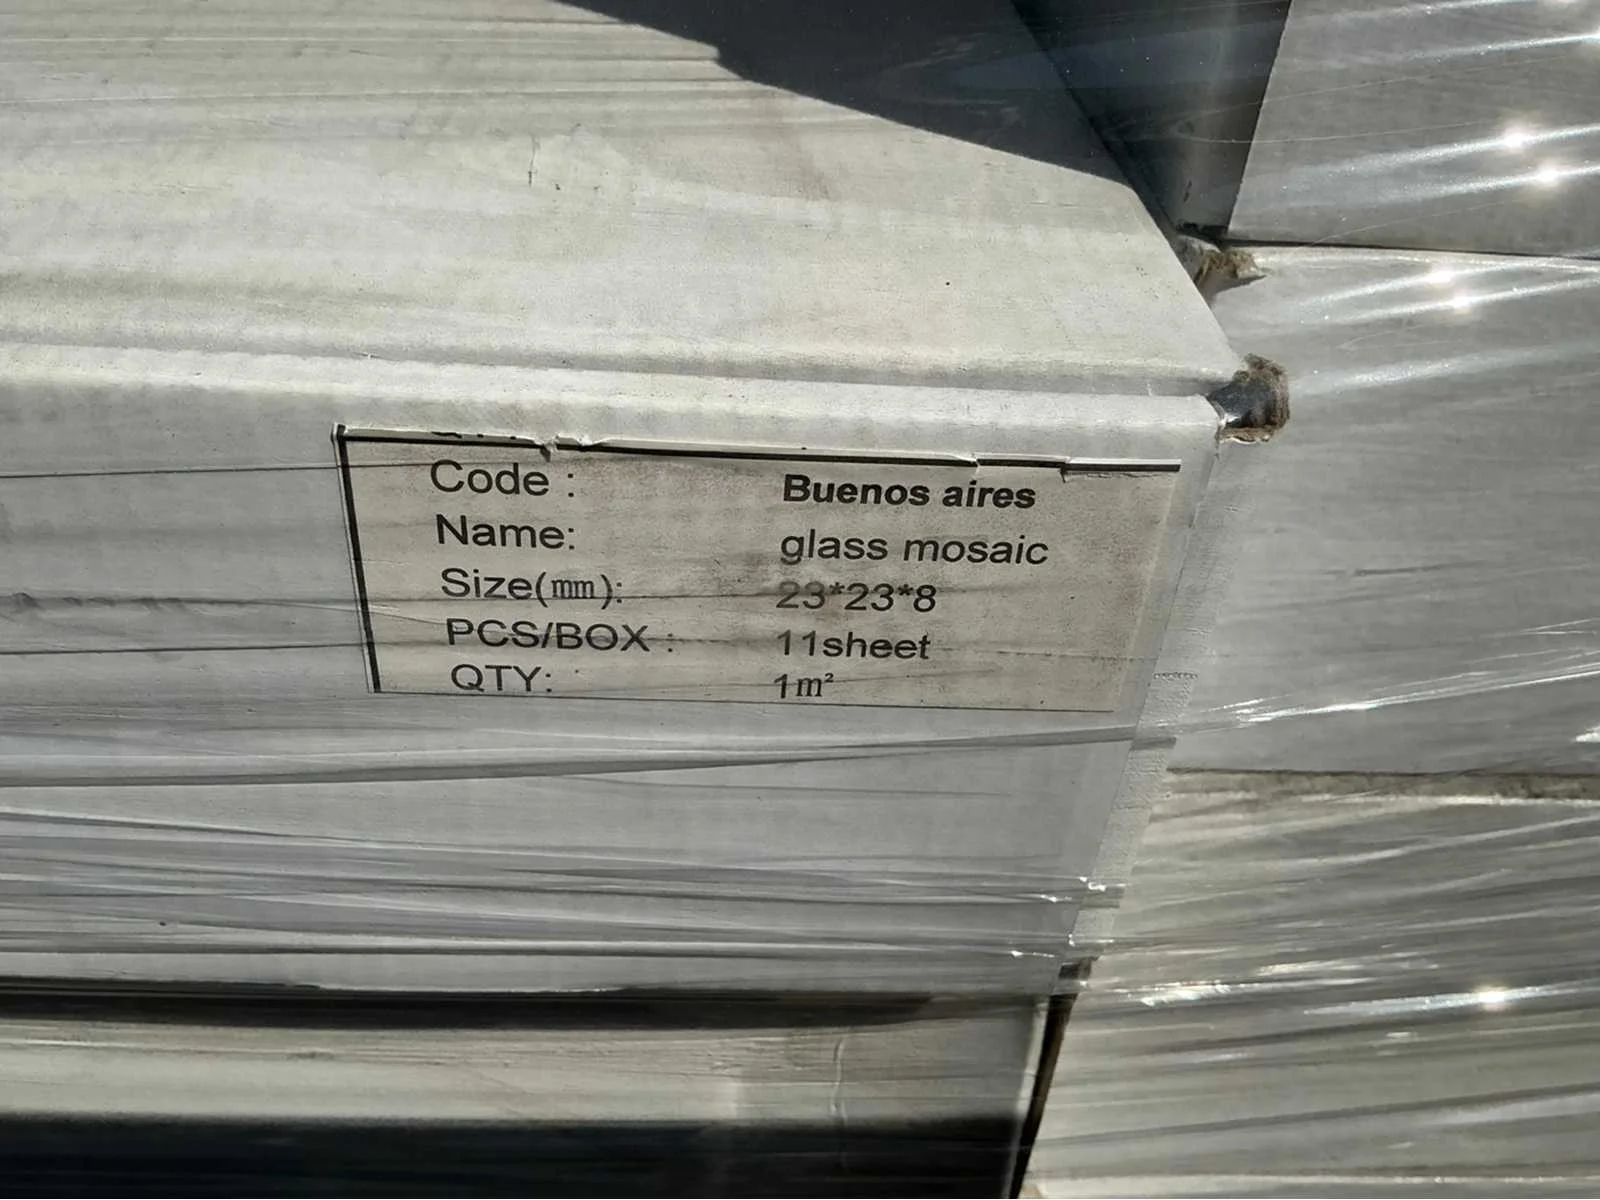 Code : Buenos aires
Name: glass mosaic
Size(mm): 23*23*8
PCS/BOX : 11sheet
QTY: 1m²